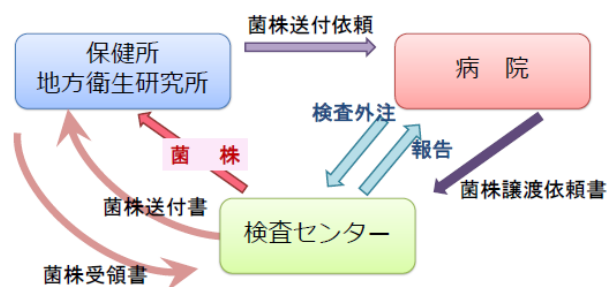 菌株送付依頼
保健所
地方衛生研究所
病　院
検査外注
報告
菌　株
菌株譲渡依頼書
菌株送付書
検査センター
菌株受領書